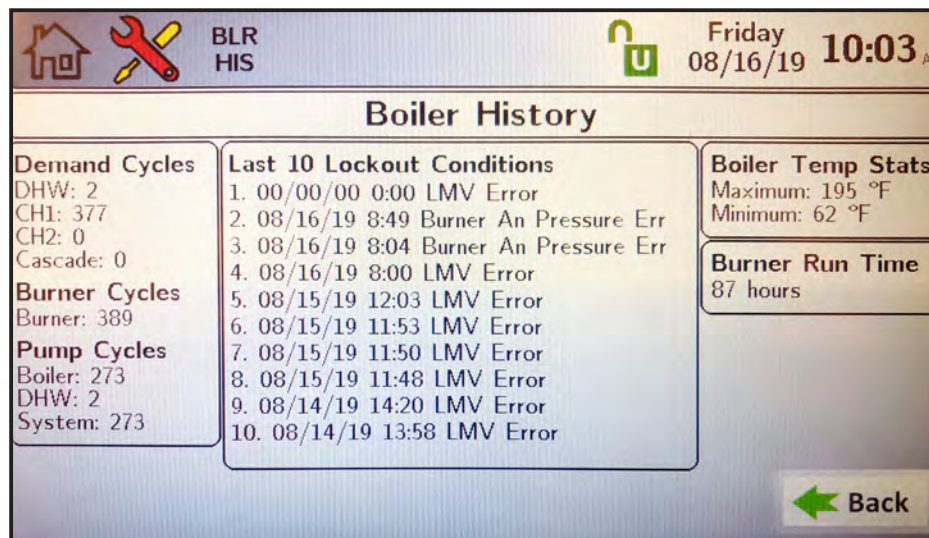 BLR
HIS
U
Friday
08/16/19
10:03
Boiler History
Demand Cycles
DHW: 2
CH1: 377
CH2: 0
Cascade: 0
Burner Cycles
Burner: 389
Pump Cycles
Boiler: 273
DHW: 2
System: 273
Last 10 Lockout Conditions
1. 00/00/00 0:00 LMV Error
2. 08/16/19 8:49 Burner An Pressure Err
3. 08/16/19 8:04 Burner An Pressure Err
4. 08/16/19 8:00 LMV Error
5. 08/15/19 12:03 LMV Error
6. 08/15/19 11:53 LMV Error
7. 08/15/19 11:50 LMV Error
8. 08/15/19 11:48 LMV Error
9. 08/14/19 14:20 LMV Error
10. 08/14/19 13:58 LMV Error
Boiler Temp Stats
Maximum: 195 °F
Minimum: 62 °F
Burner Run Time
87 hours
Back